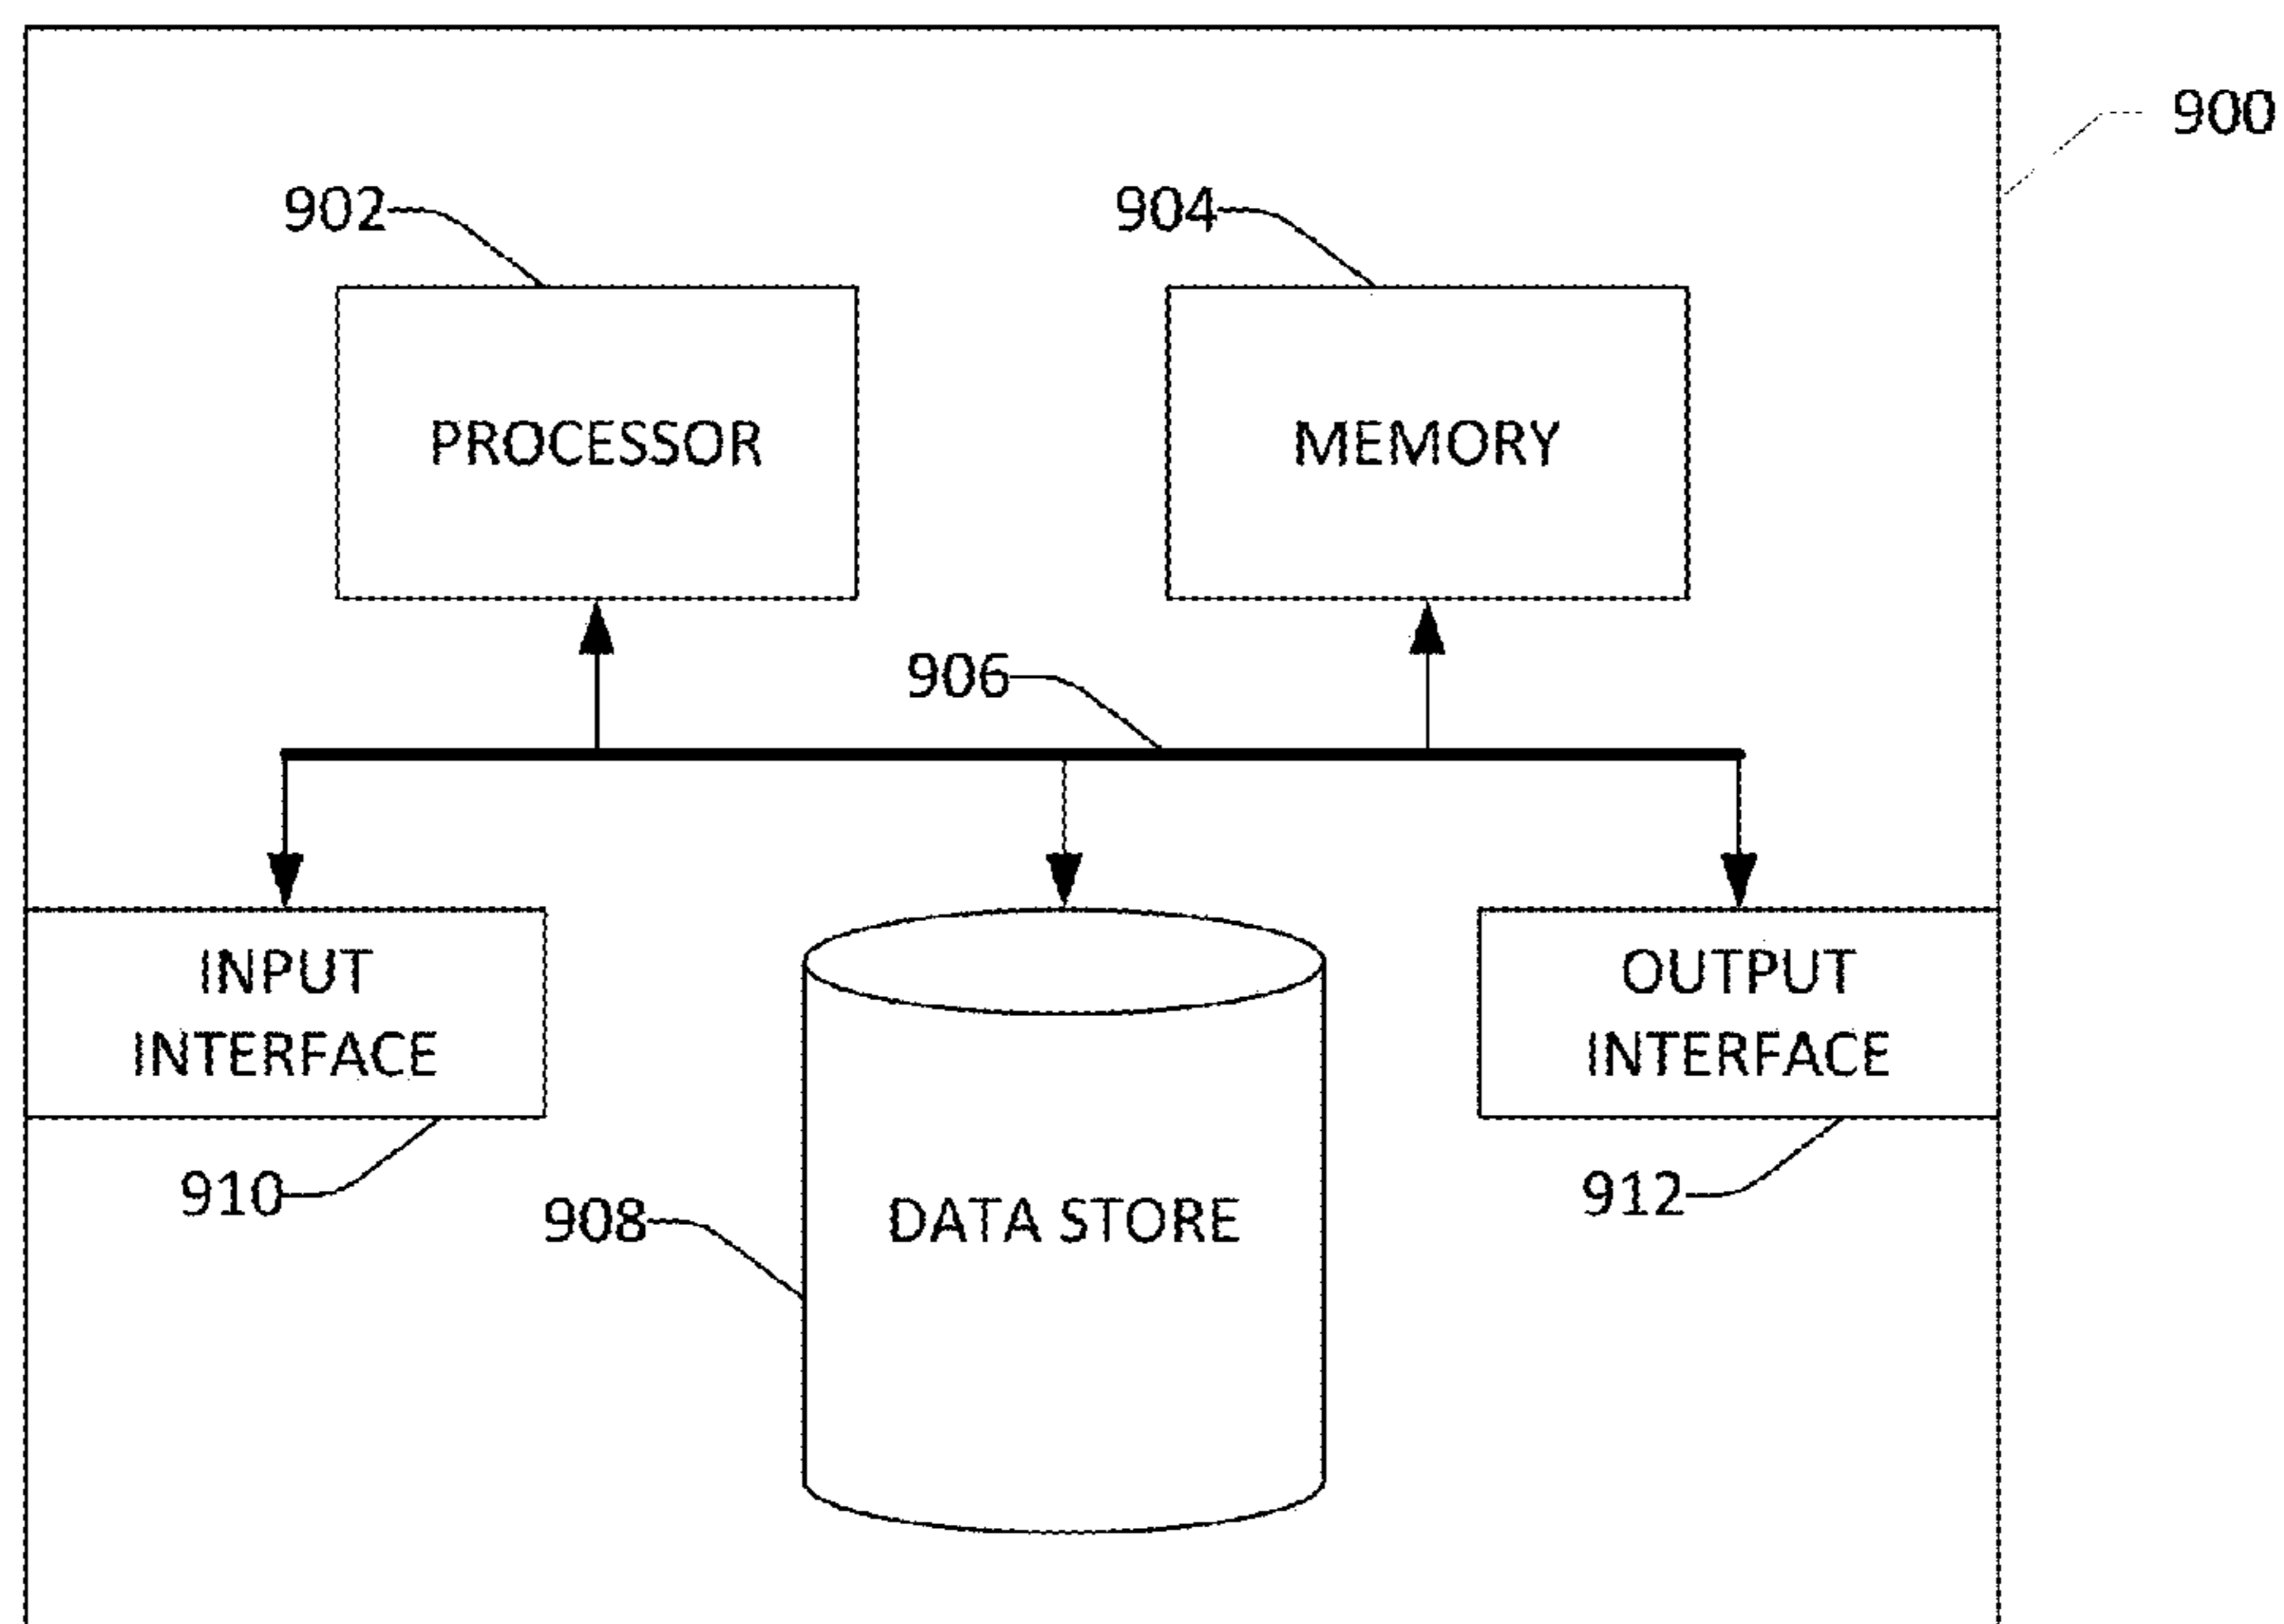 900
902
904
PROCESSOR
MEMORY
906
INPUT
INTERFACE
OUTPUT
INTERFACE
910
908
DATA STORE
912